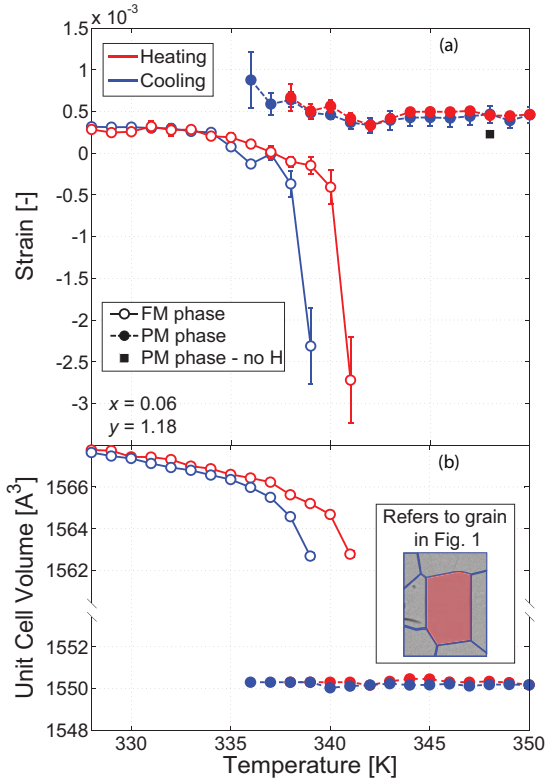 x 10⁻³
(a)
Heating
Cooling
1.5
1
0.5
0
-0.5
-1
-1.5
-2
-2.5
-3
Strain [-]
FM phase
PM phase
PM phase - no H
x = 0.06
y = 1.18
(b)
1566
1564
1562
1552
1550
1548
Unit Cell Volume [A³]
Refers to grain
in Fig. 1
330 335 340 345 350
Temperature [K]